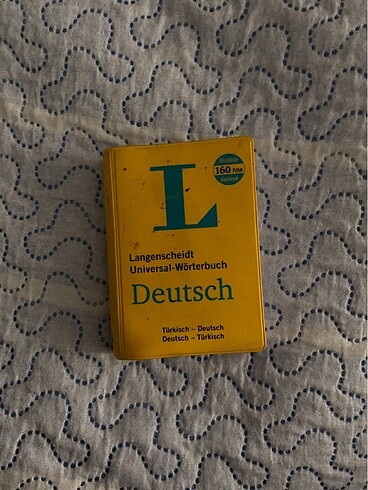 L
160
Langenscheidt
Universal-Wörterbuch
Deutsch
Türkisch – Deutsch
Deutsch – Türkisch